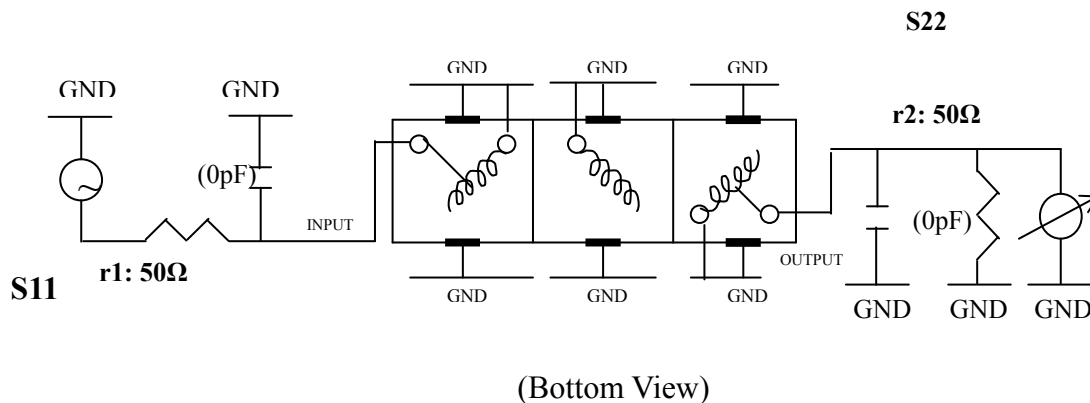 S22
GND
GND
GND
GND
GND
r2: 50Ω
(0pF)
INPUT
r1: 50Ω
S11
(0pF)
OUTPUT
GND
GND
GND
GND
GND
GND
(Bottom View)